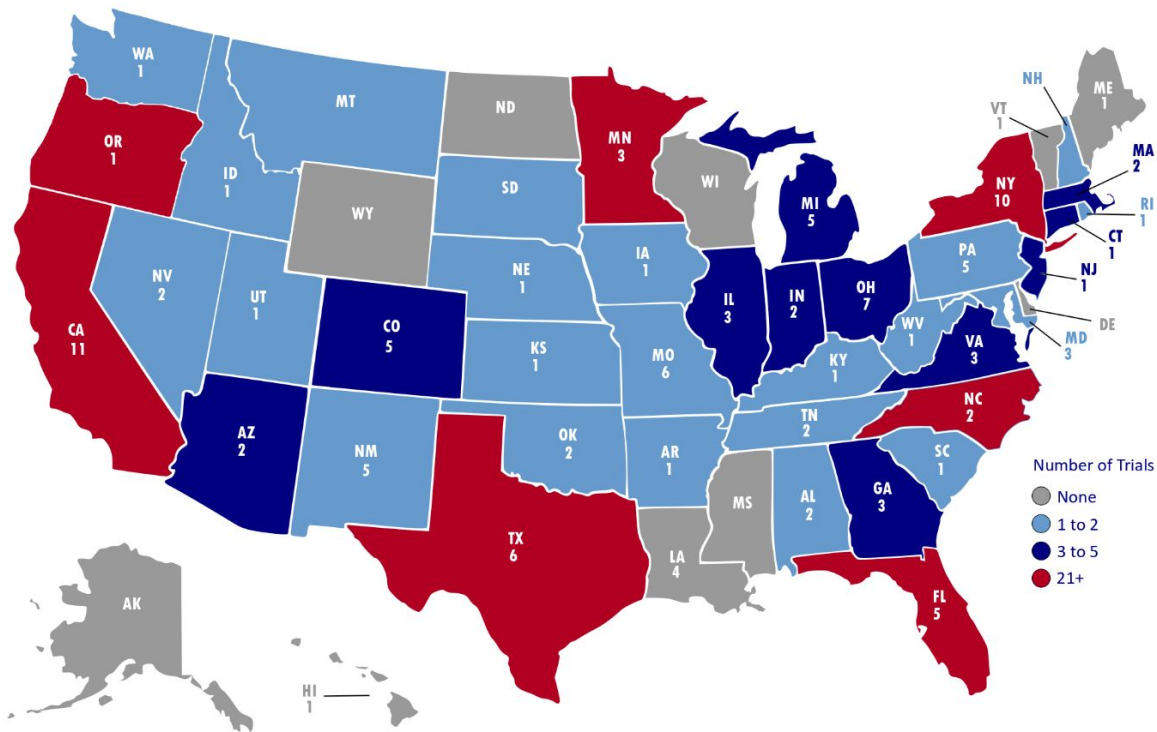 WA
1
MT
ND
MN
3
OR
1
ID
1
WY
SD
WI
MI
5
NH
VT
1
ME
1
NY
10
MA
2
RI
1
CT
1
NJ
1
PA
5
NV
2
UT
1
NE
1
IA
1
IL
3
IN
2
OH
7
DE
MD
3
CA
11
CO
5
KS
1
MO
6
WV
1
VA
3
KY
1
AZ
2
NM
5
OK
2
AR
1
TN
2
NC
2
SC
1
TX
6
LA
4
MS
AL
2
GA
3
FL
5
AK
HI
1
Number of Trials
None
1 to 2
3 to 5
21+